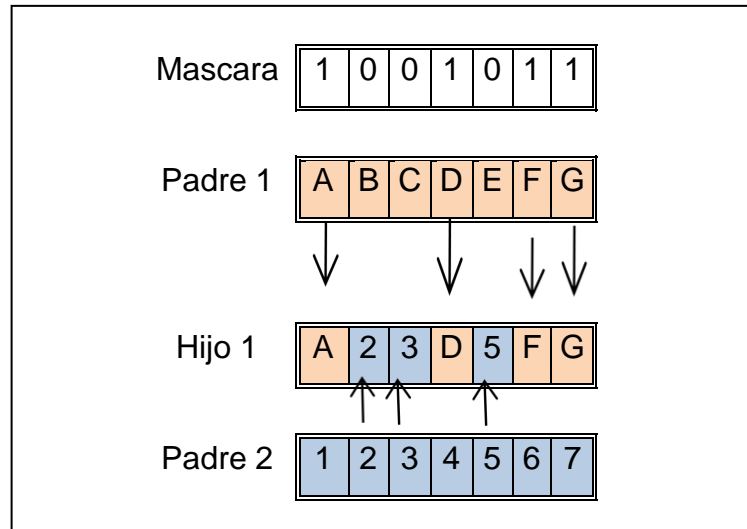 Mascara 1 0 0 1 0 1 1
Padre 1 A B C D E F G
Hijo 1 A 2 3 D 5 F G
Padre 2 1 2 3 4 5 6 7